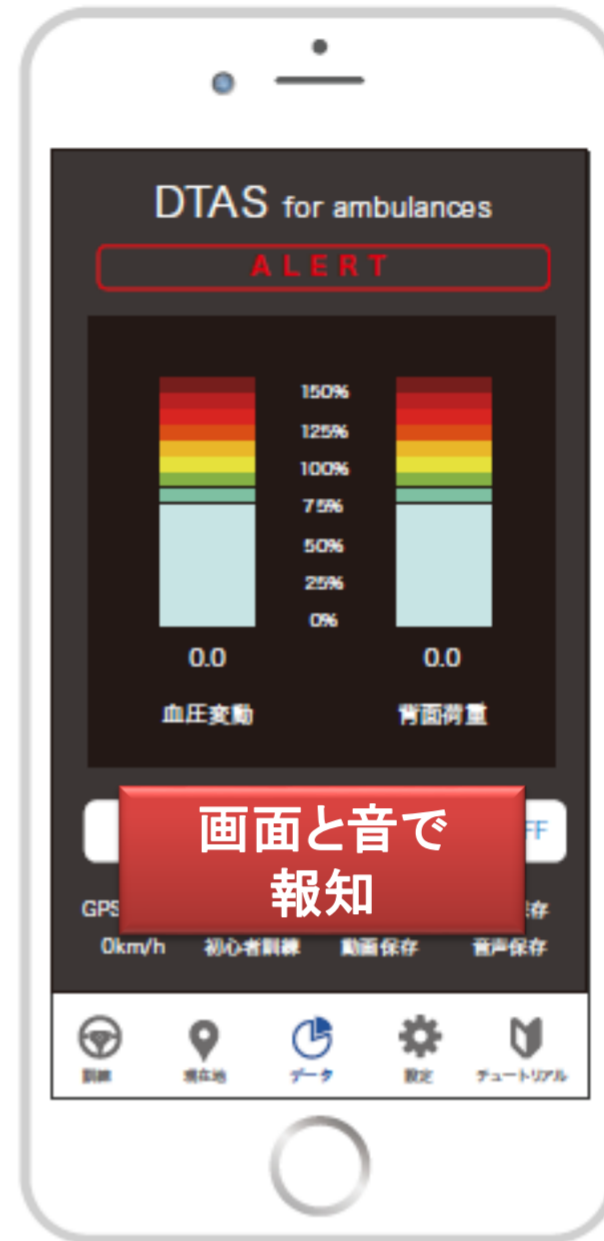 DTAS for ambulances
ALERT
150%
125%
100%
75%
50%
25%
0%
0.0
0.0
血圧変動
背面荷重
画面と音で
報知
FF
GPS
存
0km/h
初心者訓練
動画保存
音声保存
訓練
現在地
データ
設定
チュートリアル